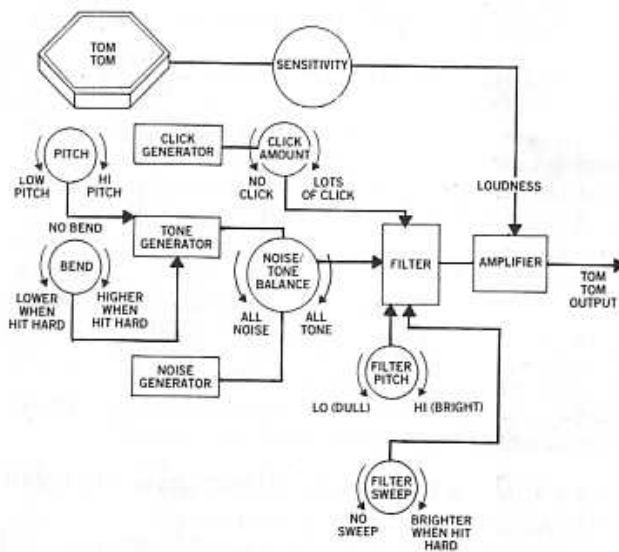 TOM
TOM
SENSITIVITY
CLICK
GENERATOR
CLICK
AMOUNT
NO
CLICK
LOTS
OF CLICK
LOUDNESS
PITCH
LOW
PITCH
HI
PITCH
NO BEND
TONE
GENERATOR
BEND
LOWER WHEN
HIT HARD
HIGHER WHEN
HIT HARD
NOISE/
TONE
BALANCE
ALL
NOISE
ALL
TONE
FILTER
AMPLIFIER
TOM
TOM
OUTPUT
NOISE
GENERATOR
FILTER
PITCH
LO (DULL)
HI (BRIGHT)
FILTER
SWEEP
NO
SWEEP
BRIGHTER
WHEN HIT
HARD